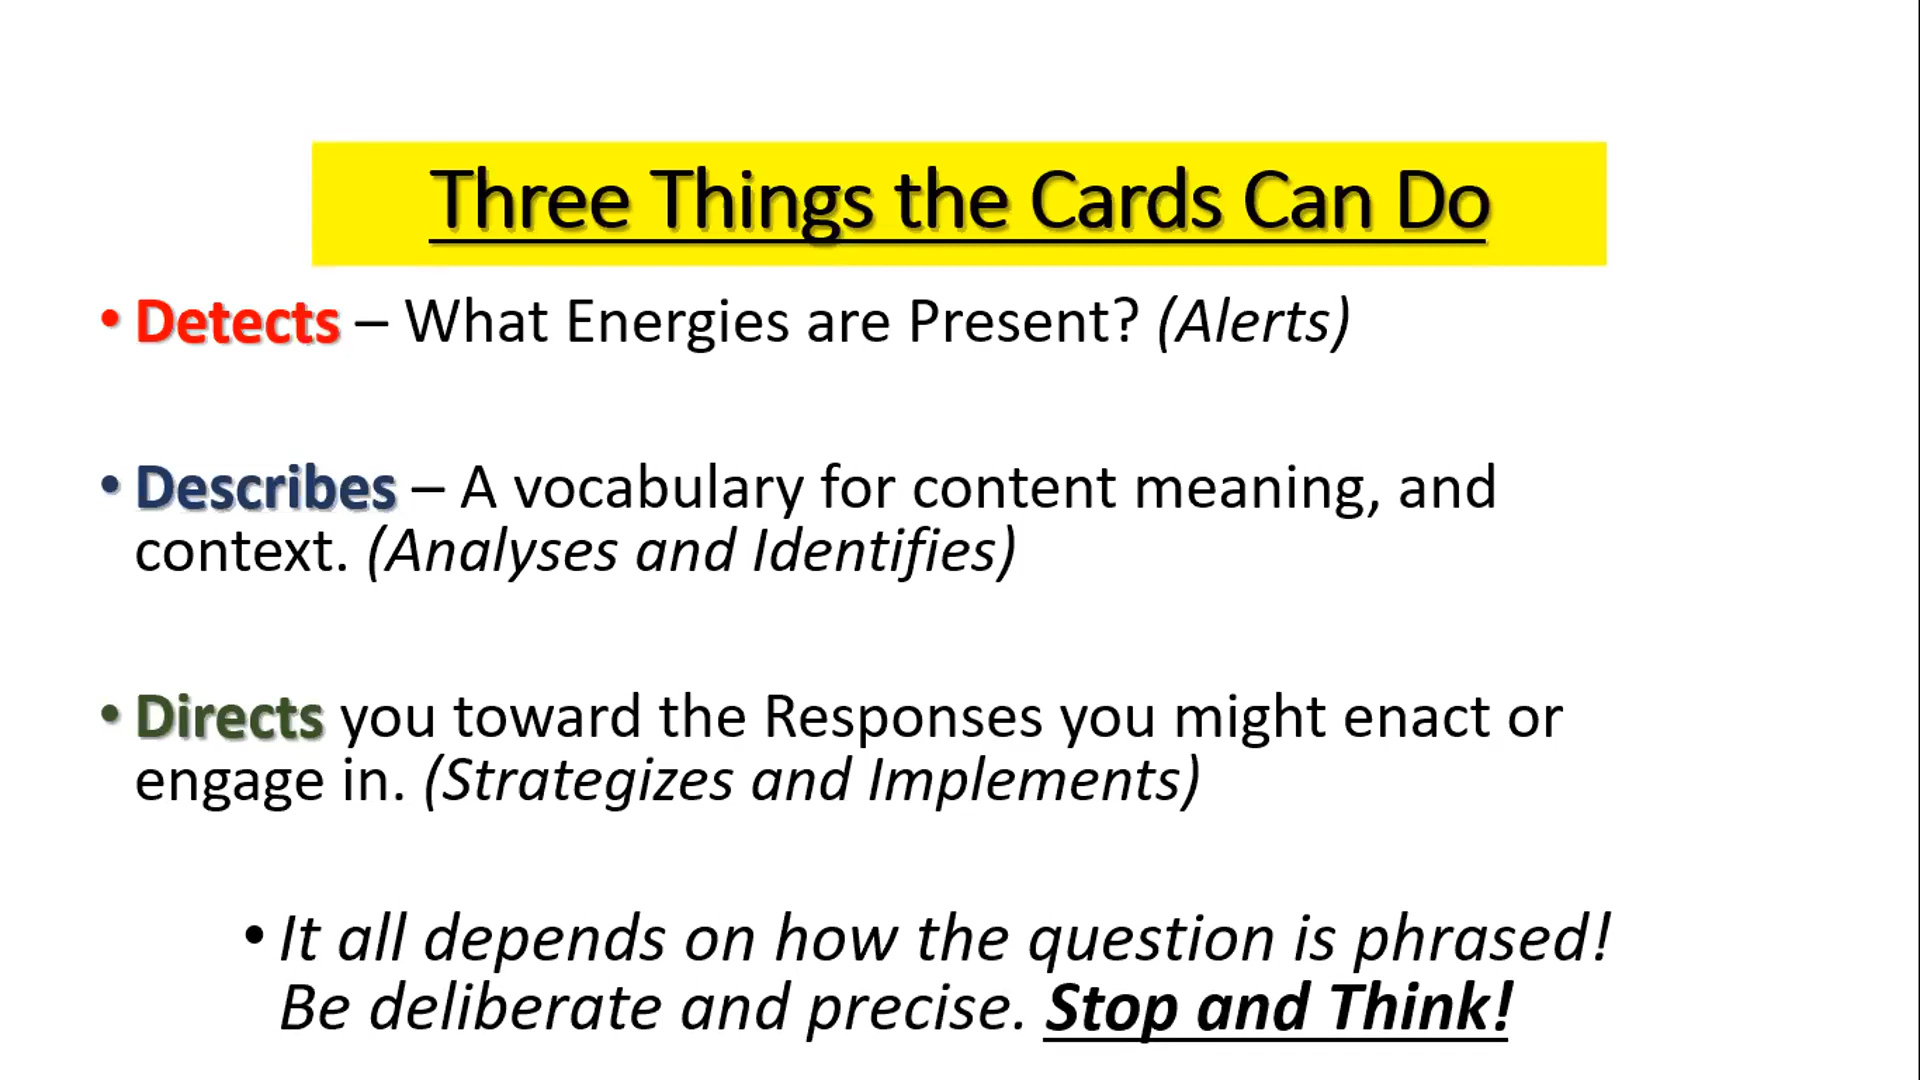 Three Things the Cards Can Do
• Detects – What Energies are Present? (Alerts)
• Describes – A vocabulary for content meaning, and
context. (Analyses and Identifies)
• Directs you toward the Responses you might enact or
engage in. (Strategizes and Implements)
• It all depends on how the question is phrased!
Be deliberate and precise. Stop and Think!